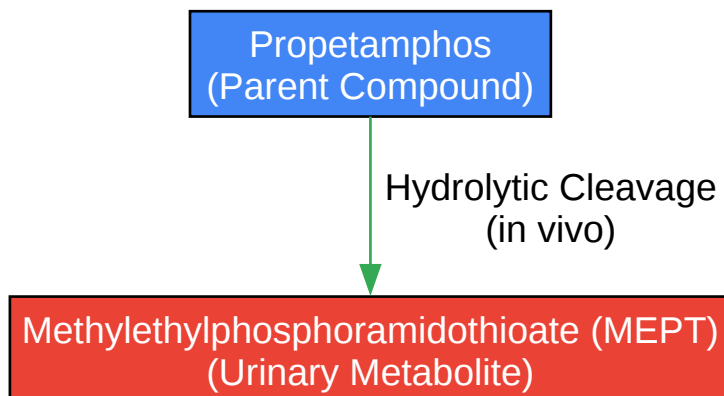 Propetamphos
(Parent Compound)
Hydrolytic Cleavage
(in vivo)
Methylethylphosphoramidothioate (MEPT)
(Urinary Metabolite)